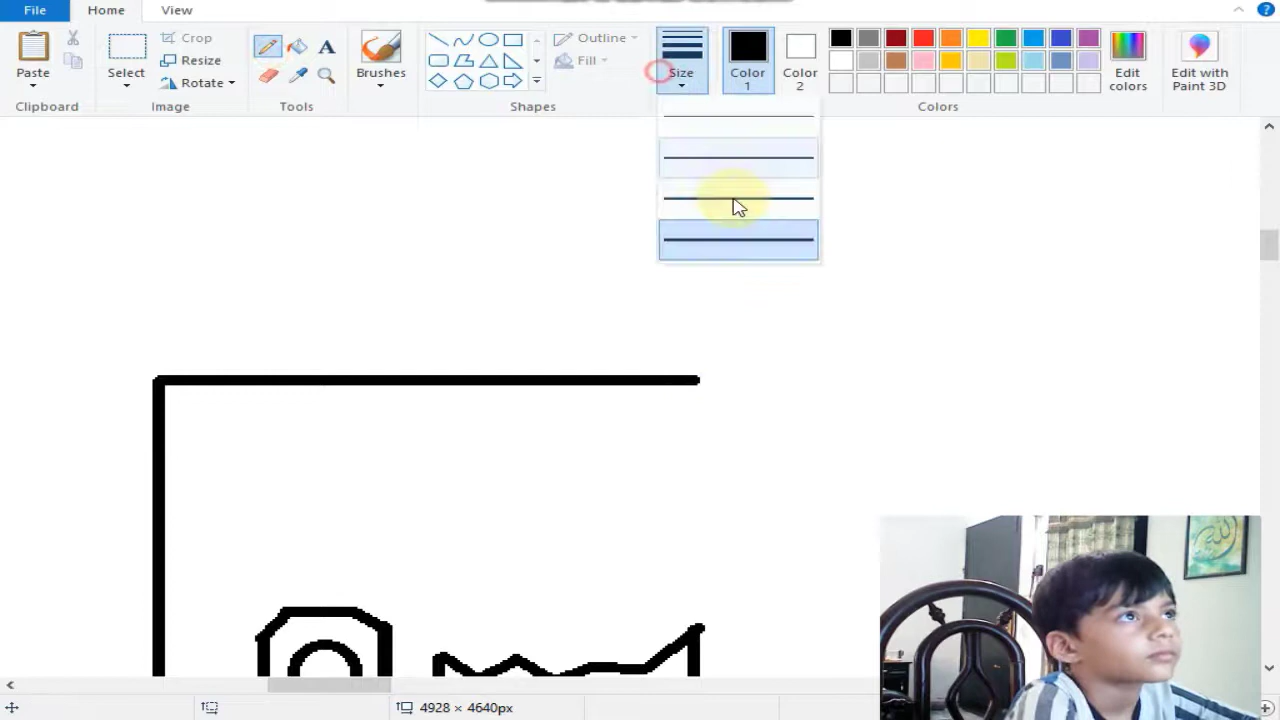 File
Home
View
Paste
Clipboard
Select
Crop
Resize
Rotate
Image
A
Tools
Brushes
Outline
Fill
Shapes
Size
Color
1
Color
2
Edit
colors
Colors
Edit with
Paint 3D
4928 × 4640px